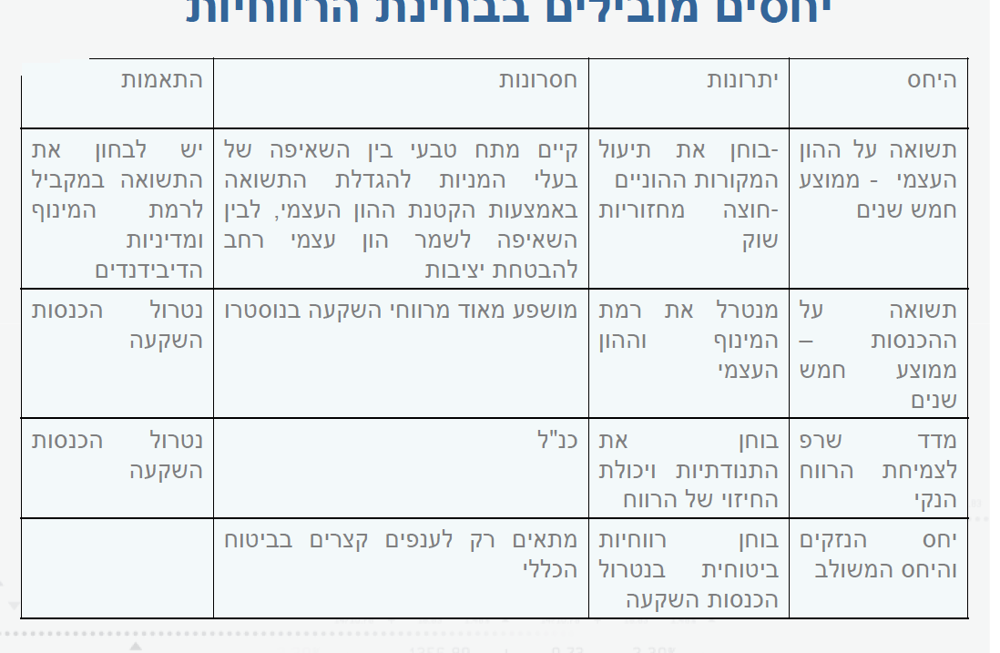 יחסים מובילים בבחינת הרווחיות
היחס
יתרונות
חסרונות
התאמות
תשואה על ההון
העצמי - ממוצע
חמש שנים
-בוחן את תיעול
המקורות ההוניים
-חוצה מחזוריות
שוק
קיים מתח טבעי בין השאיפה של
בעלי המניות להגדלת התשואה
באמצעות הקטנת ההון העצמי, לבין
השאיפה לשמר הון עצמי רחב
להבטחת יציבות
יש לבחון את
התשואה במקביל
לרמת המינוף
ומדיניות
הדיבידנדים
תשואה על
ההכנסות –
ממוצע חמש
שנים
מנטרל את רמת
המינוף וההון
העצמי
מושפע מאוד מרווחי השקעה בנוסטרו
נטרול הכנסות
השקעה
מדד שרפ
לצמיחת הרווח
הנקי
בוחן את
התנודתיות ויכולת
החיזוי של הרווח
כנ"ל
נטרול הכנסות
השקעה
יחס הנזקים
והיחס המשולב
בוחן רווחיות
ביטוחית בנטרול
הכנסות השקעה
מתאים רק לענפים קצרים בביטוח
הכללי